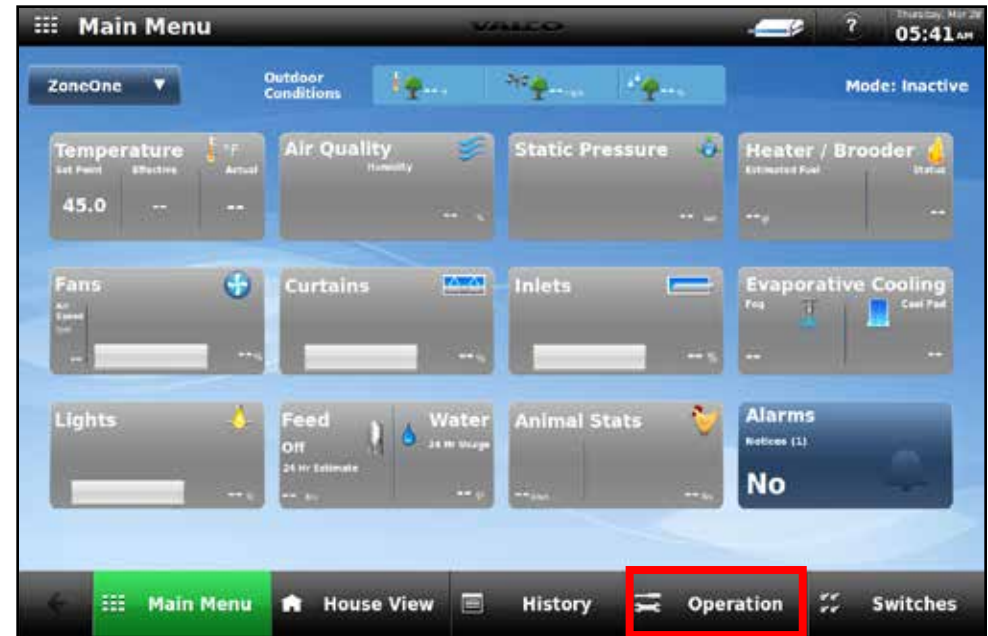 Main Menu
VALCO
?
Thursday, Mar 28
05:41 AM
ZoneOne
Outdoor
Conditions
Mode: Inactive
Temperature °F
Set Point Effective Actual
45.0 -- --
Air Quality
Humidity
-- %
Static Pressure
--
Heater / Brooder
Estimated Fuel Status
-- --
Fans
Air
Speed
-- --%
Curtains
--%
Inlets
-- %
Evaporative Cooling
Fog Cool Pad
-- --
Lights
--
Feed Water
Off 24 Hr Usage
24 Hr Estimate
-- --
Animal Stats
-- --
Alarms
Notices (1)
No
Main Menu House View History Operation Switches